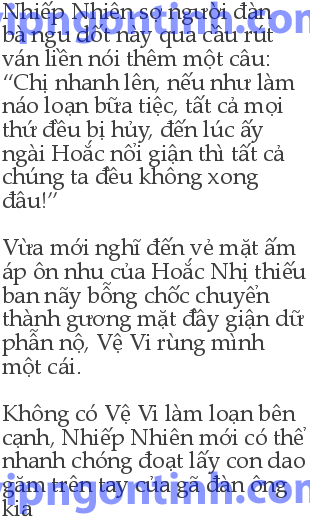 Nhiếp Nhiên sợ người đàn
bà ngu dốt này qua cầu rút
ván liền nói thêm một câu:
“Chị nhanh lên, nếu như làm
náo loạn bữa tiệc, tất cả mọi
thứ đều bị hủy, đến lúc ấy
ngài Hoắc nổi giận thì tất cả
chúng ta đều không xong
đâu!”
Vừa mới nghĩ đến vẻ mặt ấm
áp ôn nhu của Hoắc Nhị thiếu
ban nãy bỗng chốc chuyển
thành gương mặt đầy giận dữ
phẫn nộ, Vệ Vi rùng mình
một cái.
Không có Vệ Vi làm loạn bên
cạnh, Nhiếp Nhiên mới có thể
nhanh chóng đoạt lấy con dao
găm trên tay của gã đàn ông
kia